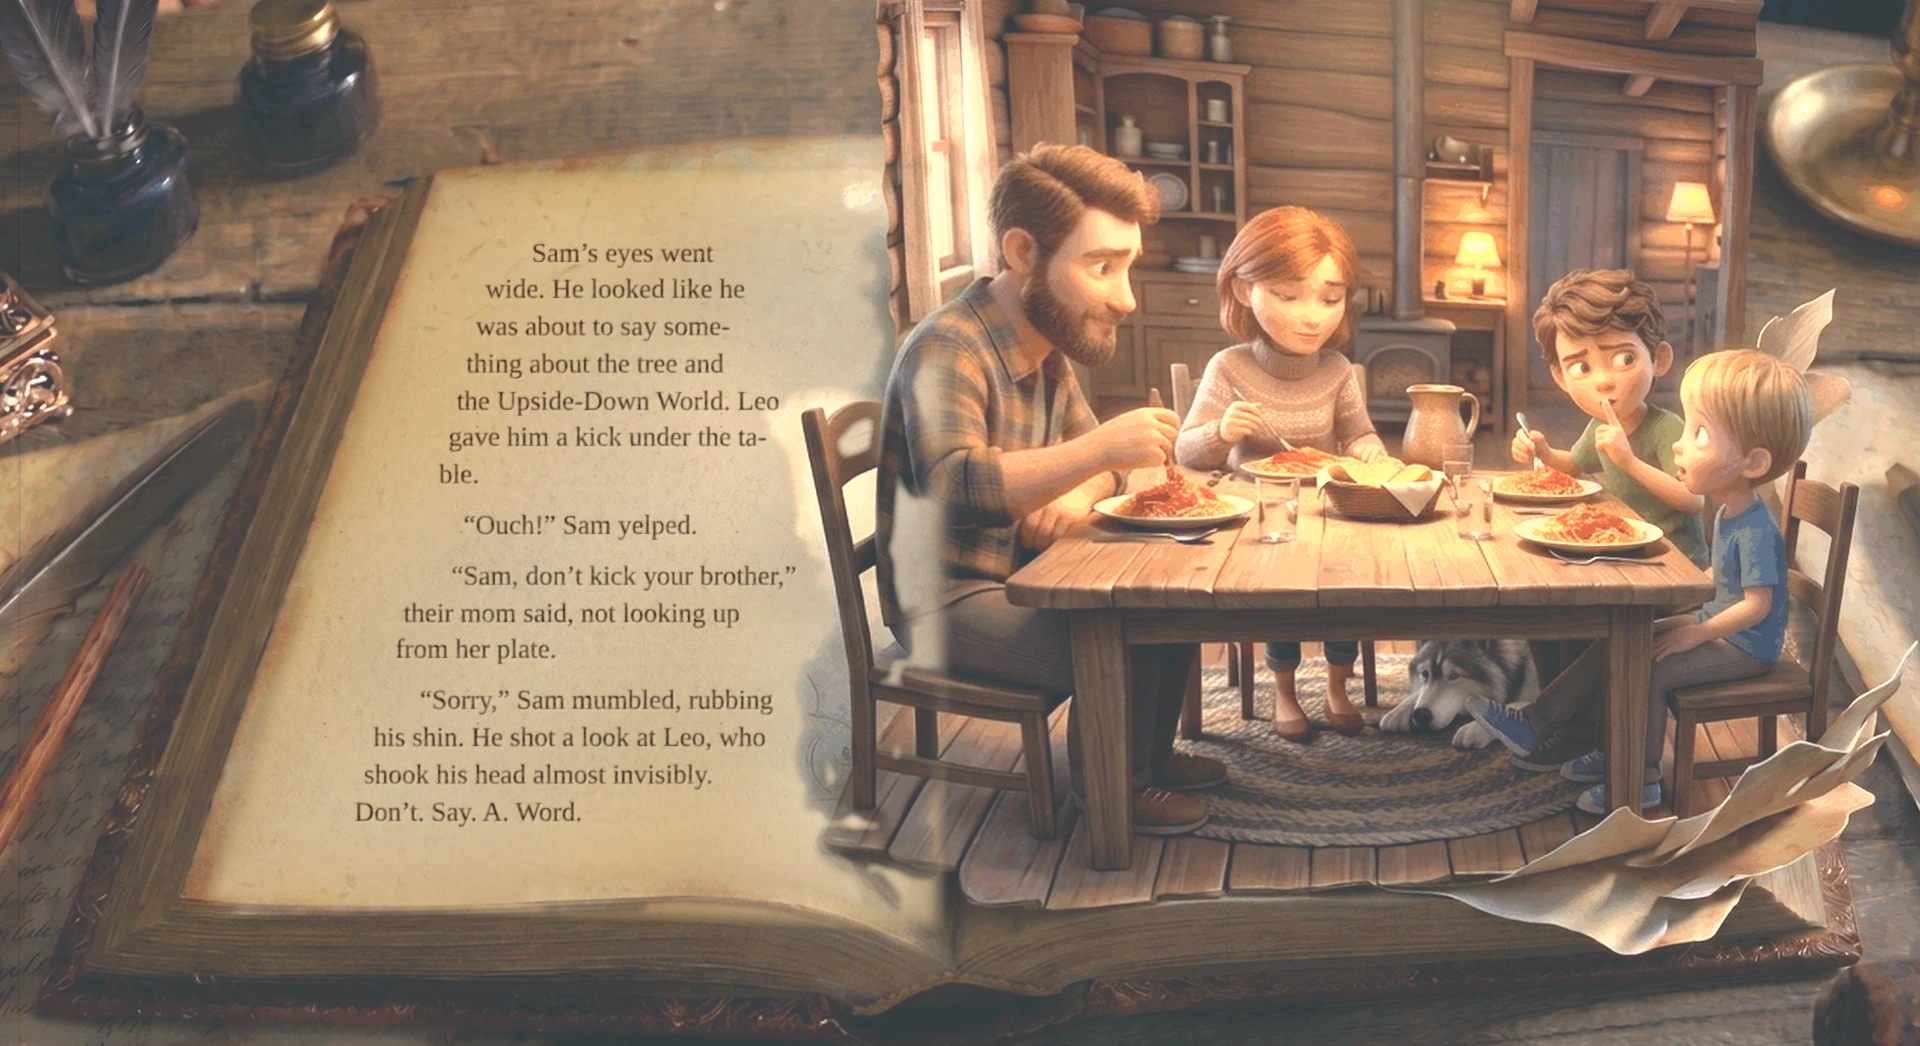 Sam’s eyes went
wide. He looked like he
was about to say some-
thing about the tree and
the Upside-Down World. Leo
gave him a kick under the ta-
ble.
“Ouch!” Sam yelped.
“Sam, don’t kick your brother,”
their mom said, not looking up
from her plate.
“Sorry,” Sam mumbled, rubbing
his shin. He shot a look at Leo, who
shook his head almost invisibly.
Don’t. Say. A. Word.